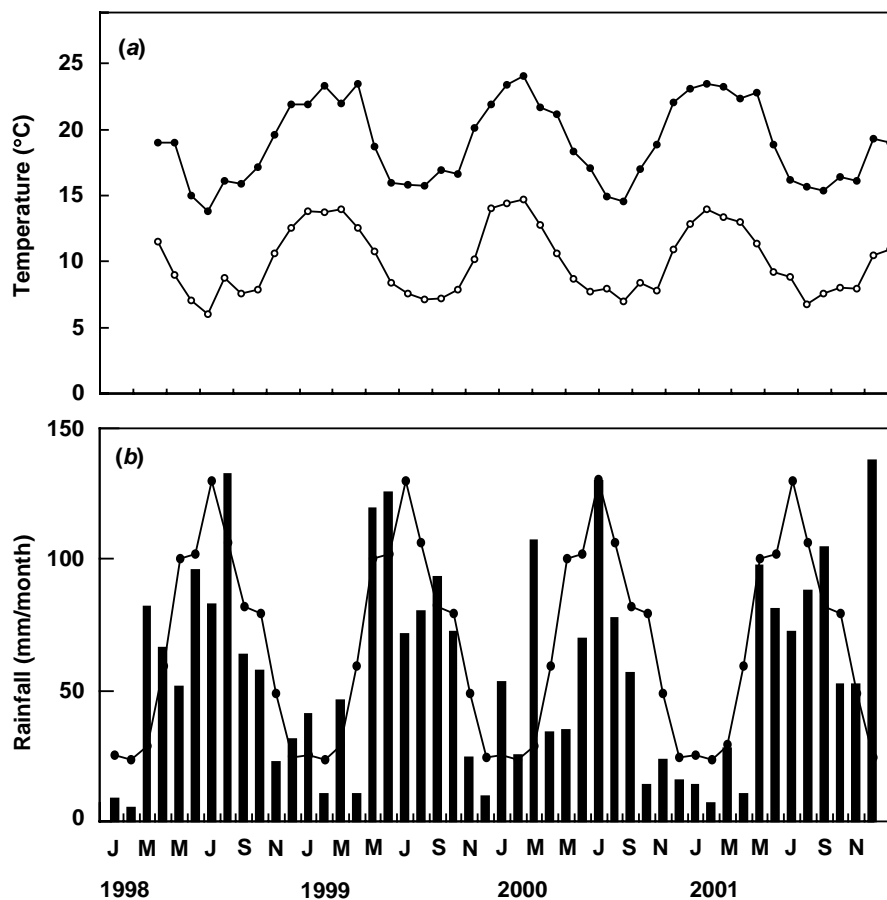 (a)
25
20
15
10
5
0
Temperature (°C)
150
(b)
100
50
0
Rainfall (mm/month)
J M M J S N J M M J S N J M M J S N J M M J S N
1998 1999 2000 2001